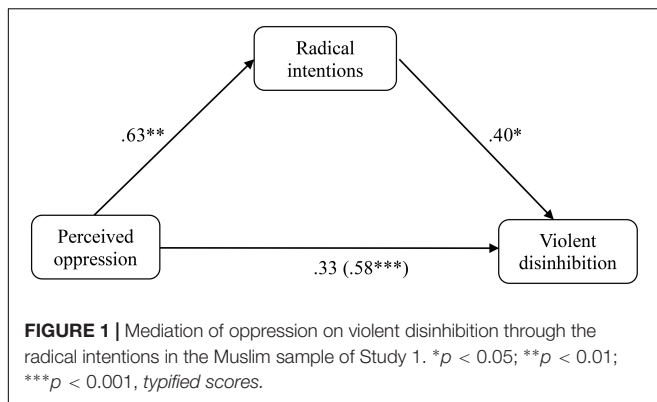 Radical
intentions
.63**
.40*
Perceived
oppression
Violent
disinhibition
.33 (.58***)
FIGURE 1 | Mediation of oppression on violent disinhibition through the
radical intentions in the Muslim sample of Study 1. *p < 0.05; **p < 0.01;
***p < 0.001, typified scores.